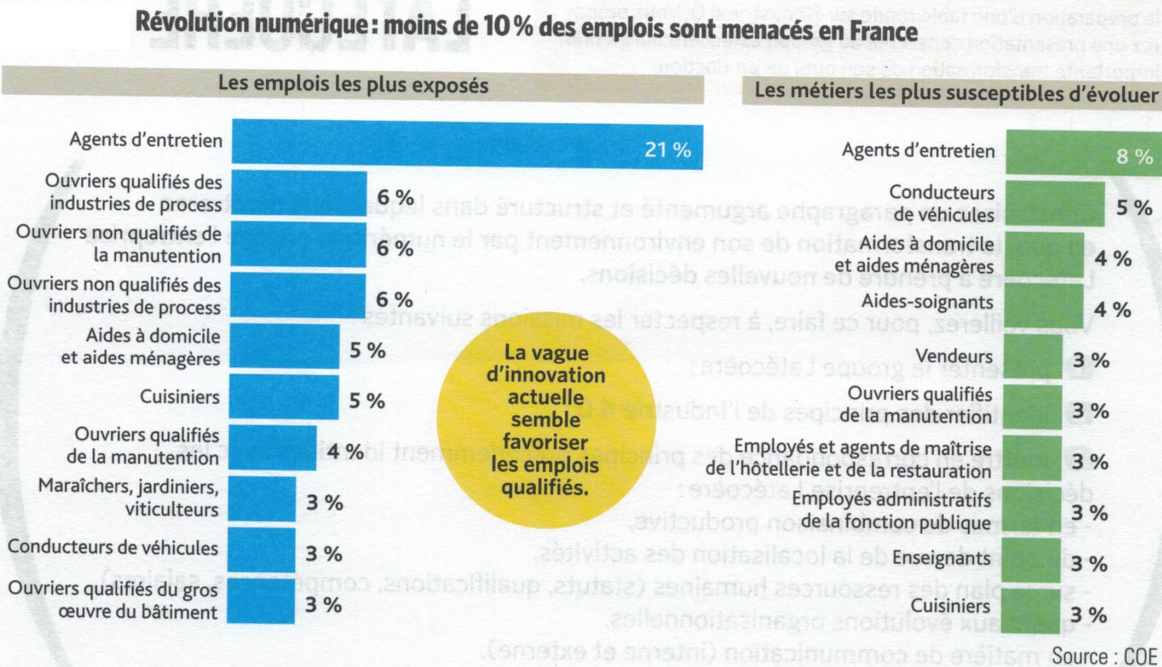 Révolution numérique : moins de 10 % des emplois sont menacés en France
Les emplois les plus exposés
Agents d'entretien
21 %
Ouvriers qualifiés des
industries de process
6 %
Ouvriers non qualifiés de
la manutention
6 %
Ouvriers non qualifiés des
industries de process
6 %
Aides à domicile
et aides ménagères
5 %
Cuisiniers
5 %
Ouvriers qualifiés
de la manutention
4 %
Maraîchers, jardiniers,
viticulteurs
3 %
Conducteurs de véhicules
3 %
Ouvriers qualifiés du gros
œuvre du bâtiment
3 %
La vague
d'innovation
actuelle
semble
favoriser
les emplois
qualifiés.
Les métiers les plus susceptibles d'évoluer
Agents d'entretien
8 %
Conducteurs
de véhicules
5 %
Aides à domicile
et aides ménagères
4 %
Aides-soignants
4 %
Vendeurs
3 %
Ouvriers qualifiés
de la manutention
3 %
Employés et agents de maîtrise
de l'hôtellerie et de la restauration
3 %
Employés administratifs
de la fonction publique
3 %
Enseignants
3 %
Cuisiniers
3 %
Source : COE